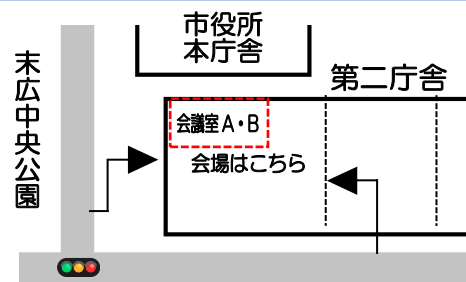 市役所
本庁舎
末広中央公園
第二庁舎
会議室A・B
会場はこちら